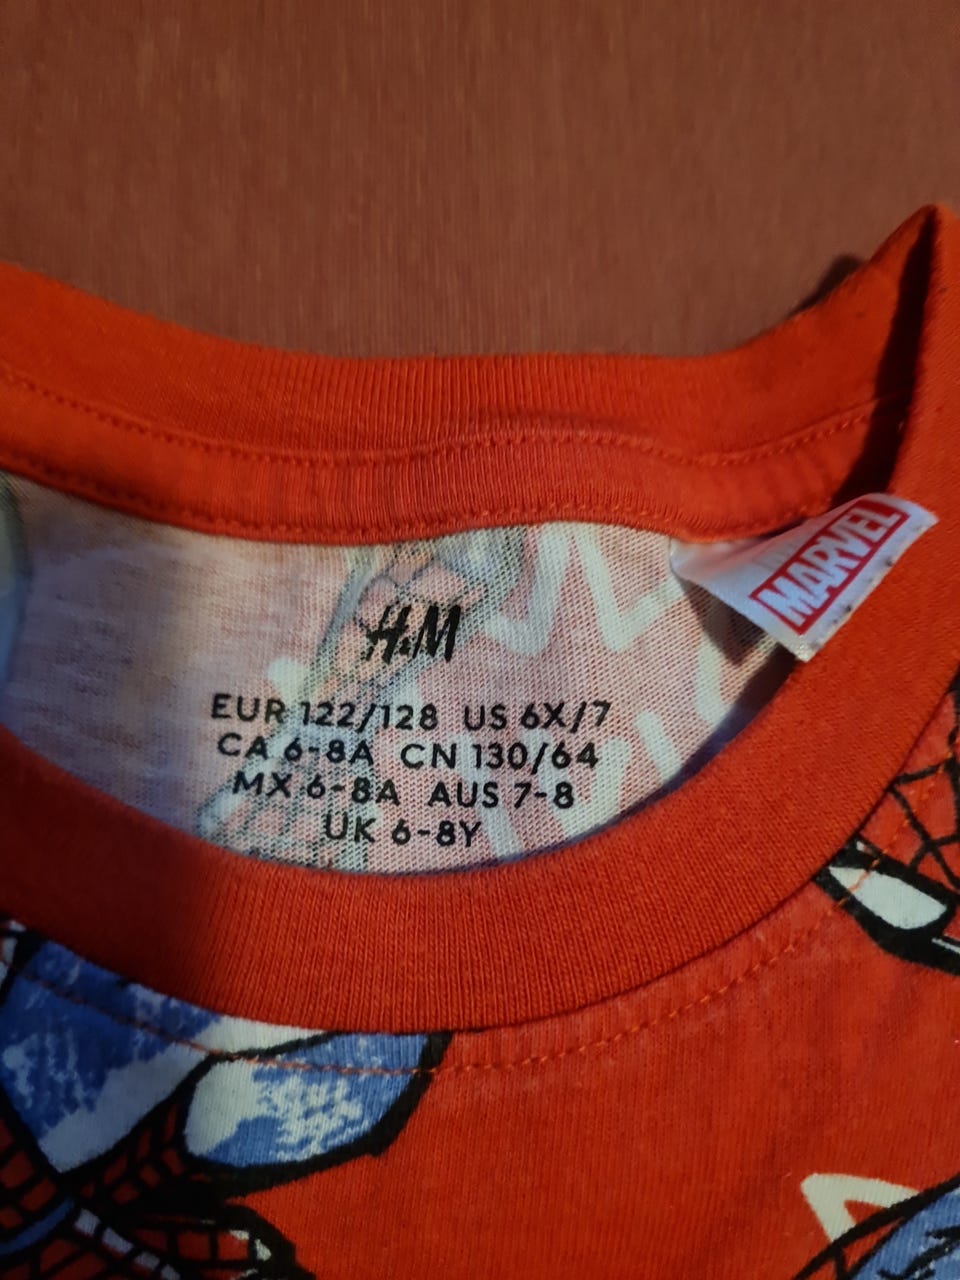 MARVEL
H&M
EUR 122/128 US 6X/7
CA 6-8A CN 130/64
MX 6-8A AUS 7-8
UK 6-8Y